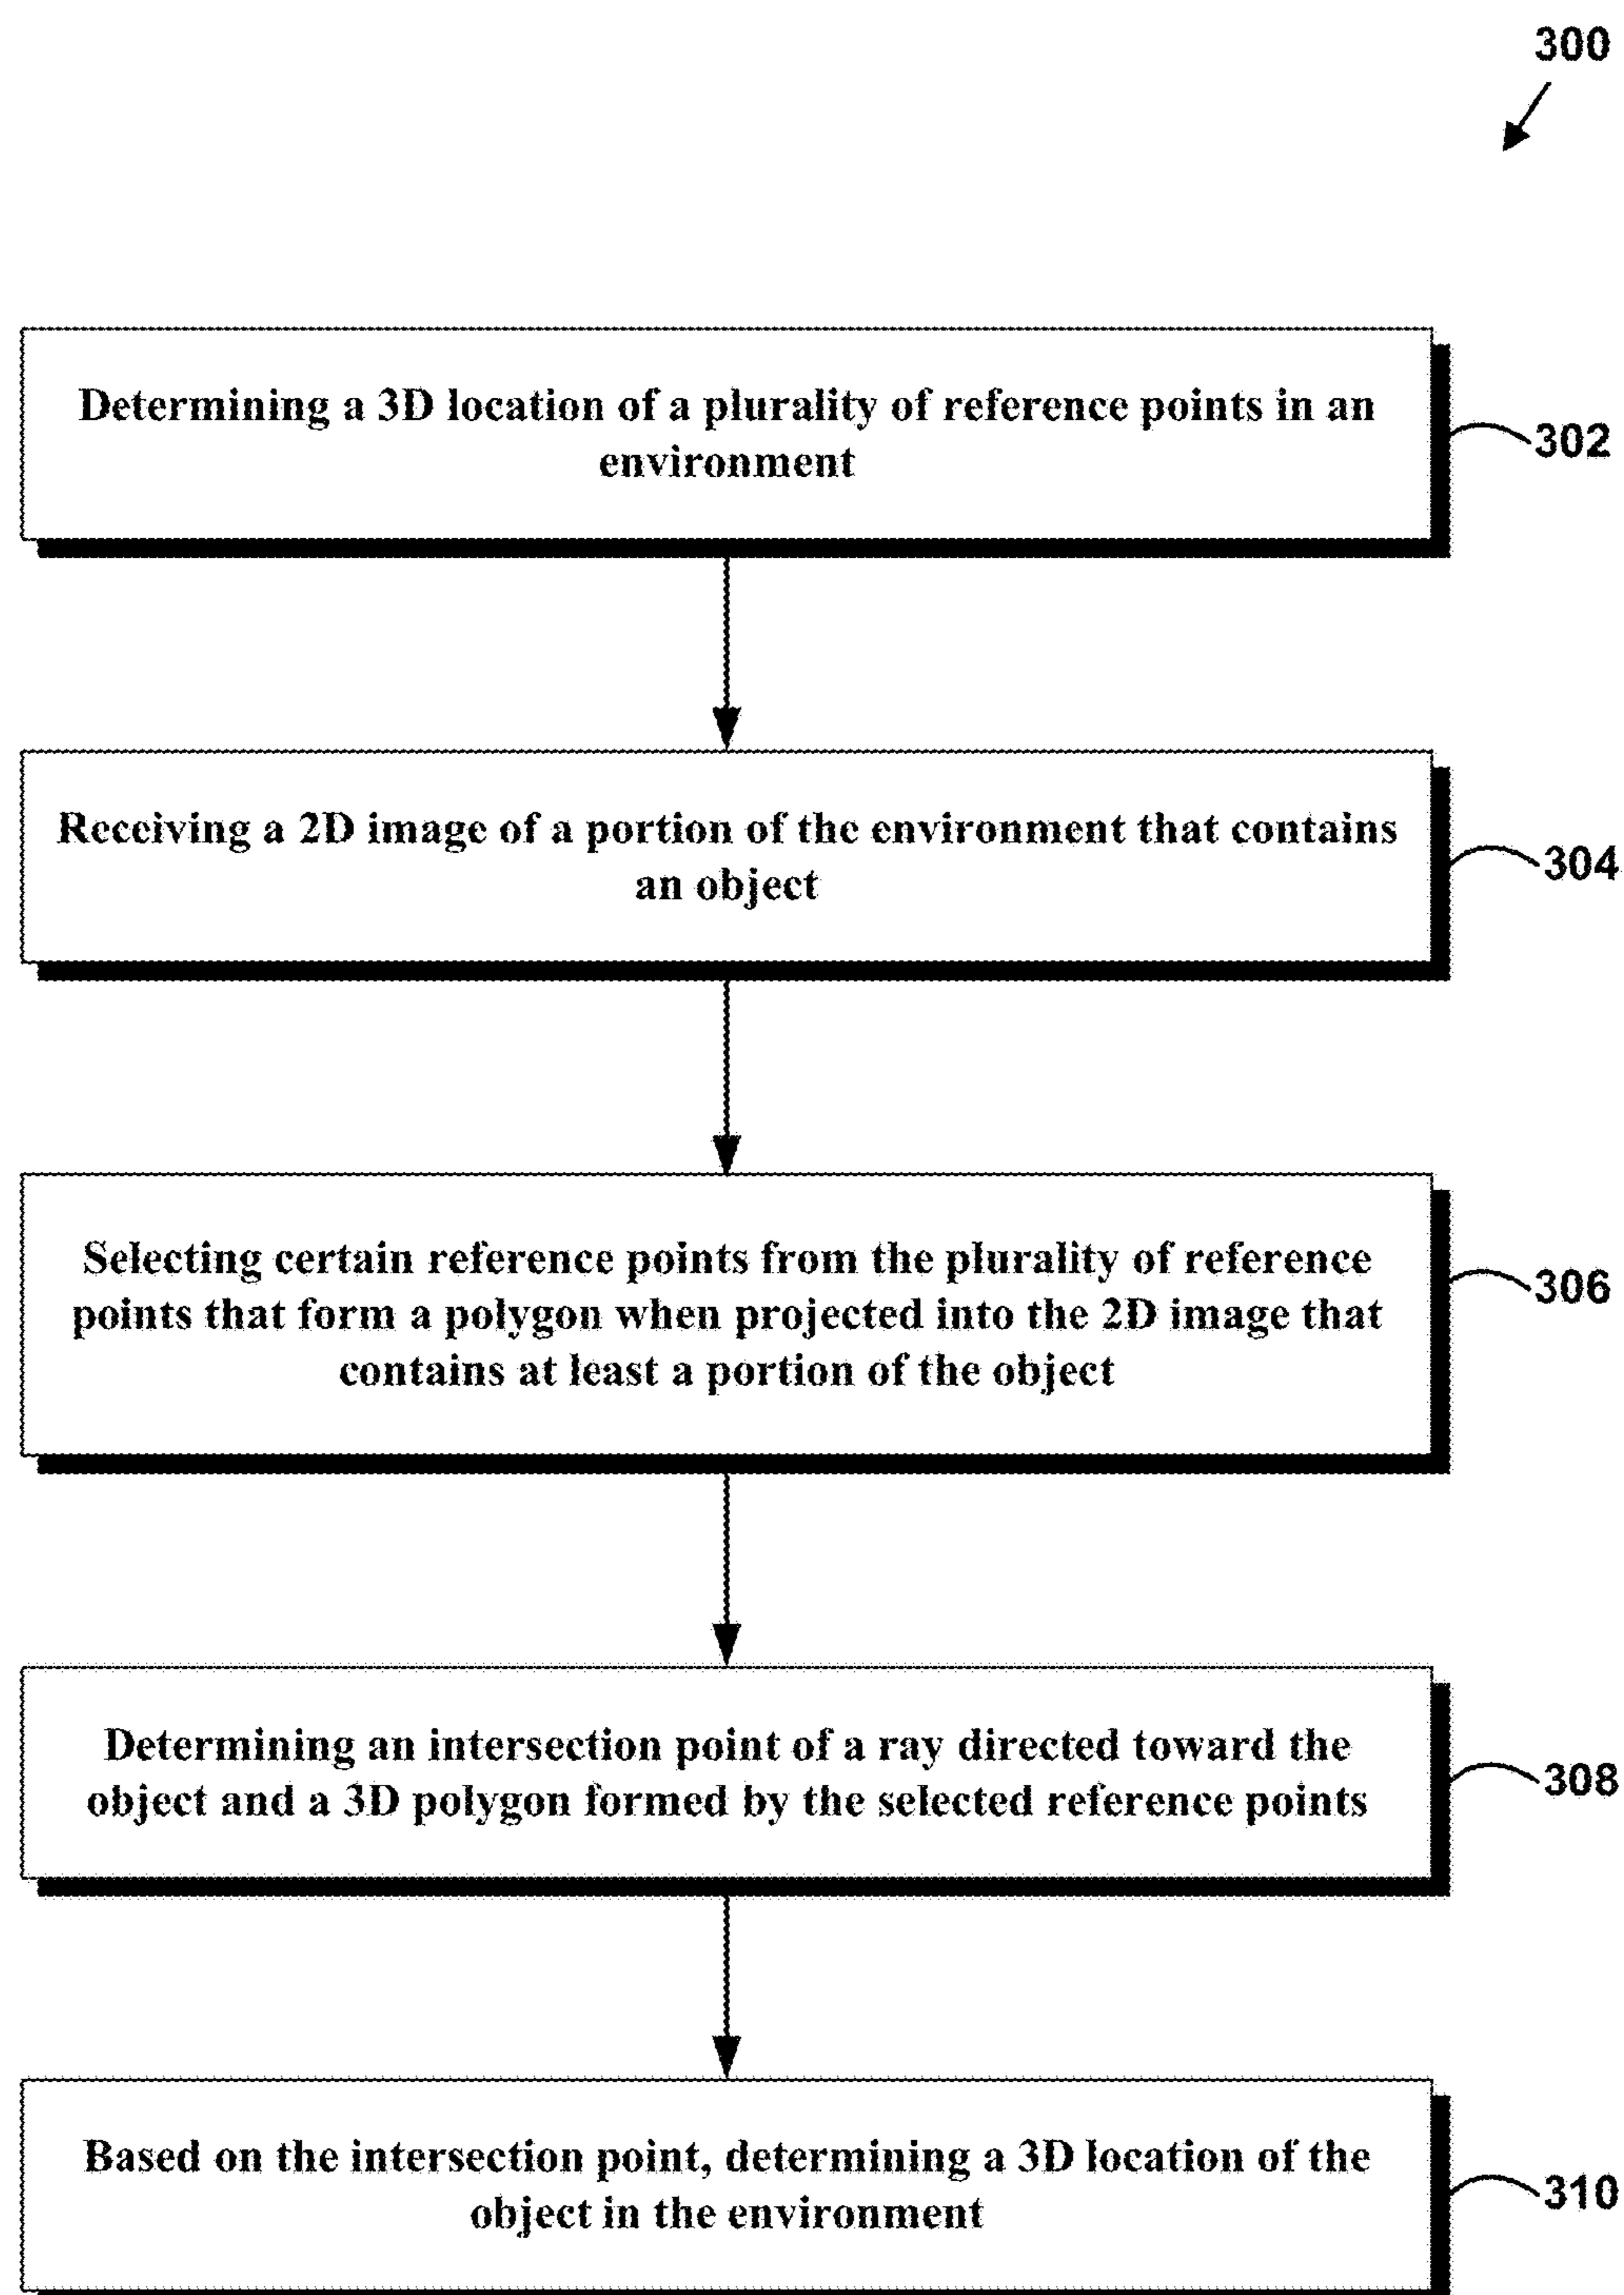 300
Determining a 3D location of a plurality of reference points in an
environment
302
Receiving a 2D image of a portion of the environment that contains
an object
304
Selecting certain reference points from the plurality of reference
points that form a polygon when projected into the 2D image that
contains at least a portion of the object
306
Determining an intersection point of a ray directed toward the
object and a 3D polygon formed by the selected reference points
308
Based on the intersection point, determining a 3D location of the
object in the environment
310